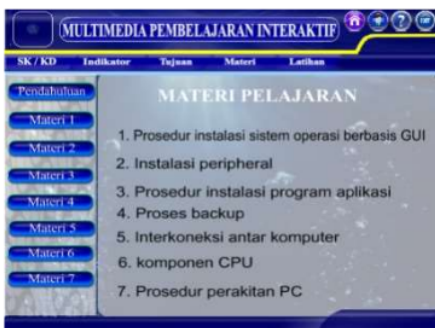 MULTIMEDIA PEMBELAJARAN INTERAKTIF
SK / KD Indikator Tujuan Materi Latihan
Pendahuluan
Materi 1
Materi 2
Materi 3
Materi 4
Materi 5
Materi 6
Materi 7
MATERI PELAJARAN
1. Prosedur instalasi sistem operasi berbasis GUI
2. Instalasi peripheral
3. Prosedur instalasi program aplikasi
4. Proses backup
5. Interkoneksi antar komputer
6. komponen CPU
7. Prosedur perakitan PC